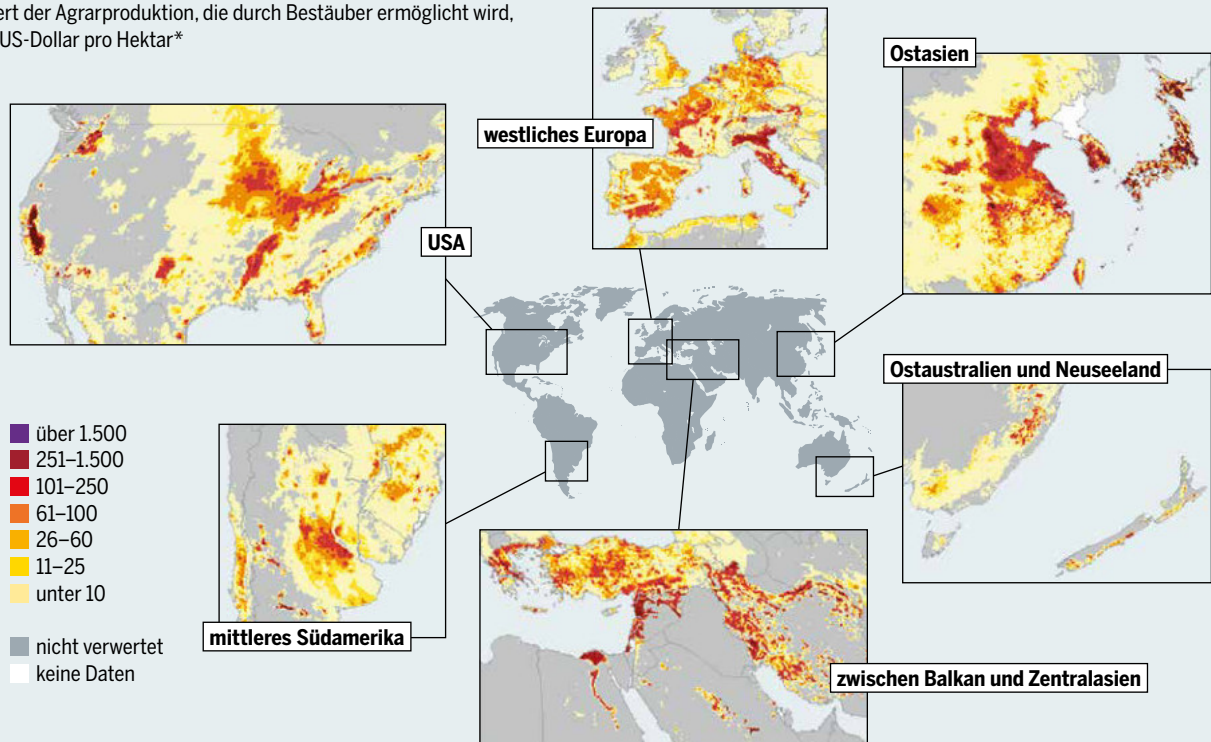 ert der Agrarproduktion, die durch Bestäuber ermöglicht wird,
US-Dollar pro Hektar*
westliches Europa
Ostasien
USA
Ostaustralien und Neuseeland
über 1.500
251–1.500
101–250
61–100
26–60
11–25
unter 10
nicht verwertet
keine Daten
mittleres Südamerika
zwischen Balkan und Zentralasien